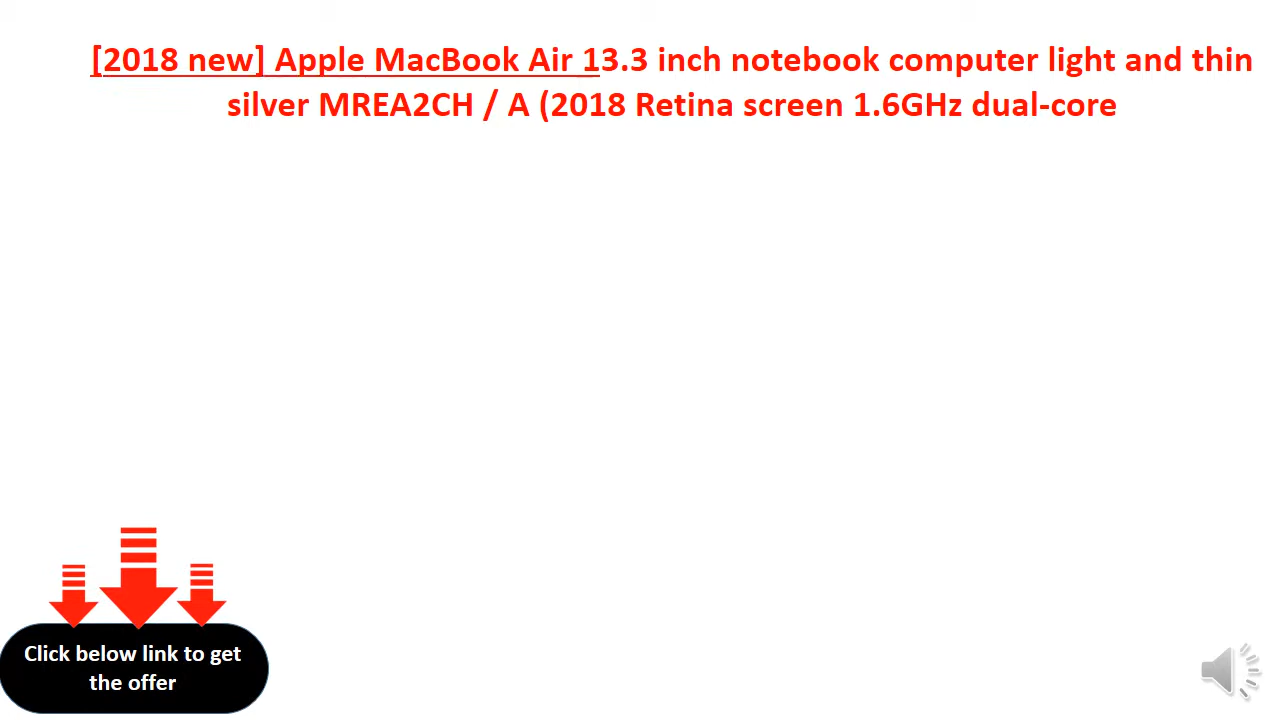 [2018 new] Apple MacBook Air 13.3 inch notebook computer light and thin
silver MREA2CH / A (2018 Retina screen 1.6GHz dual-core
Click below link to get
the offer